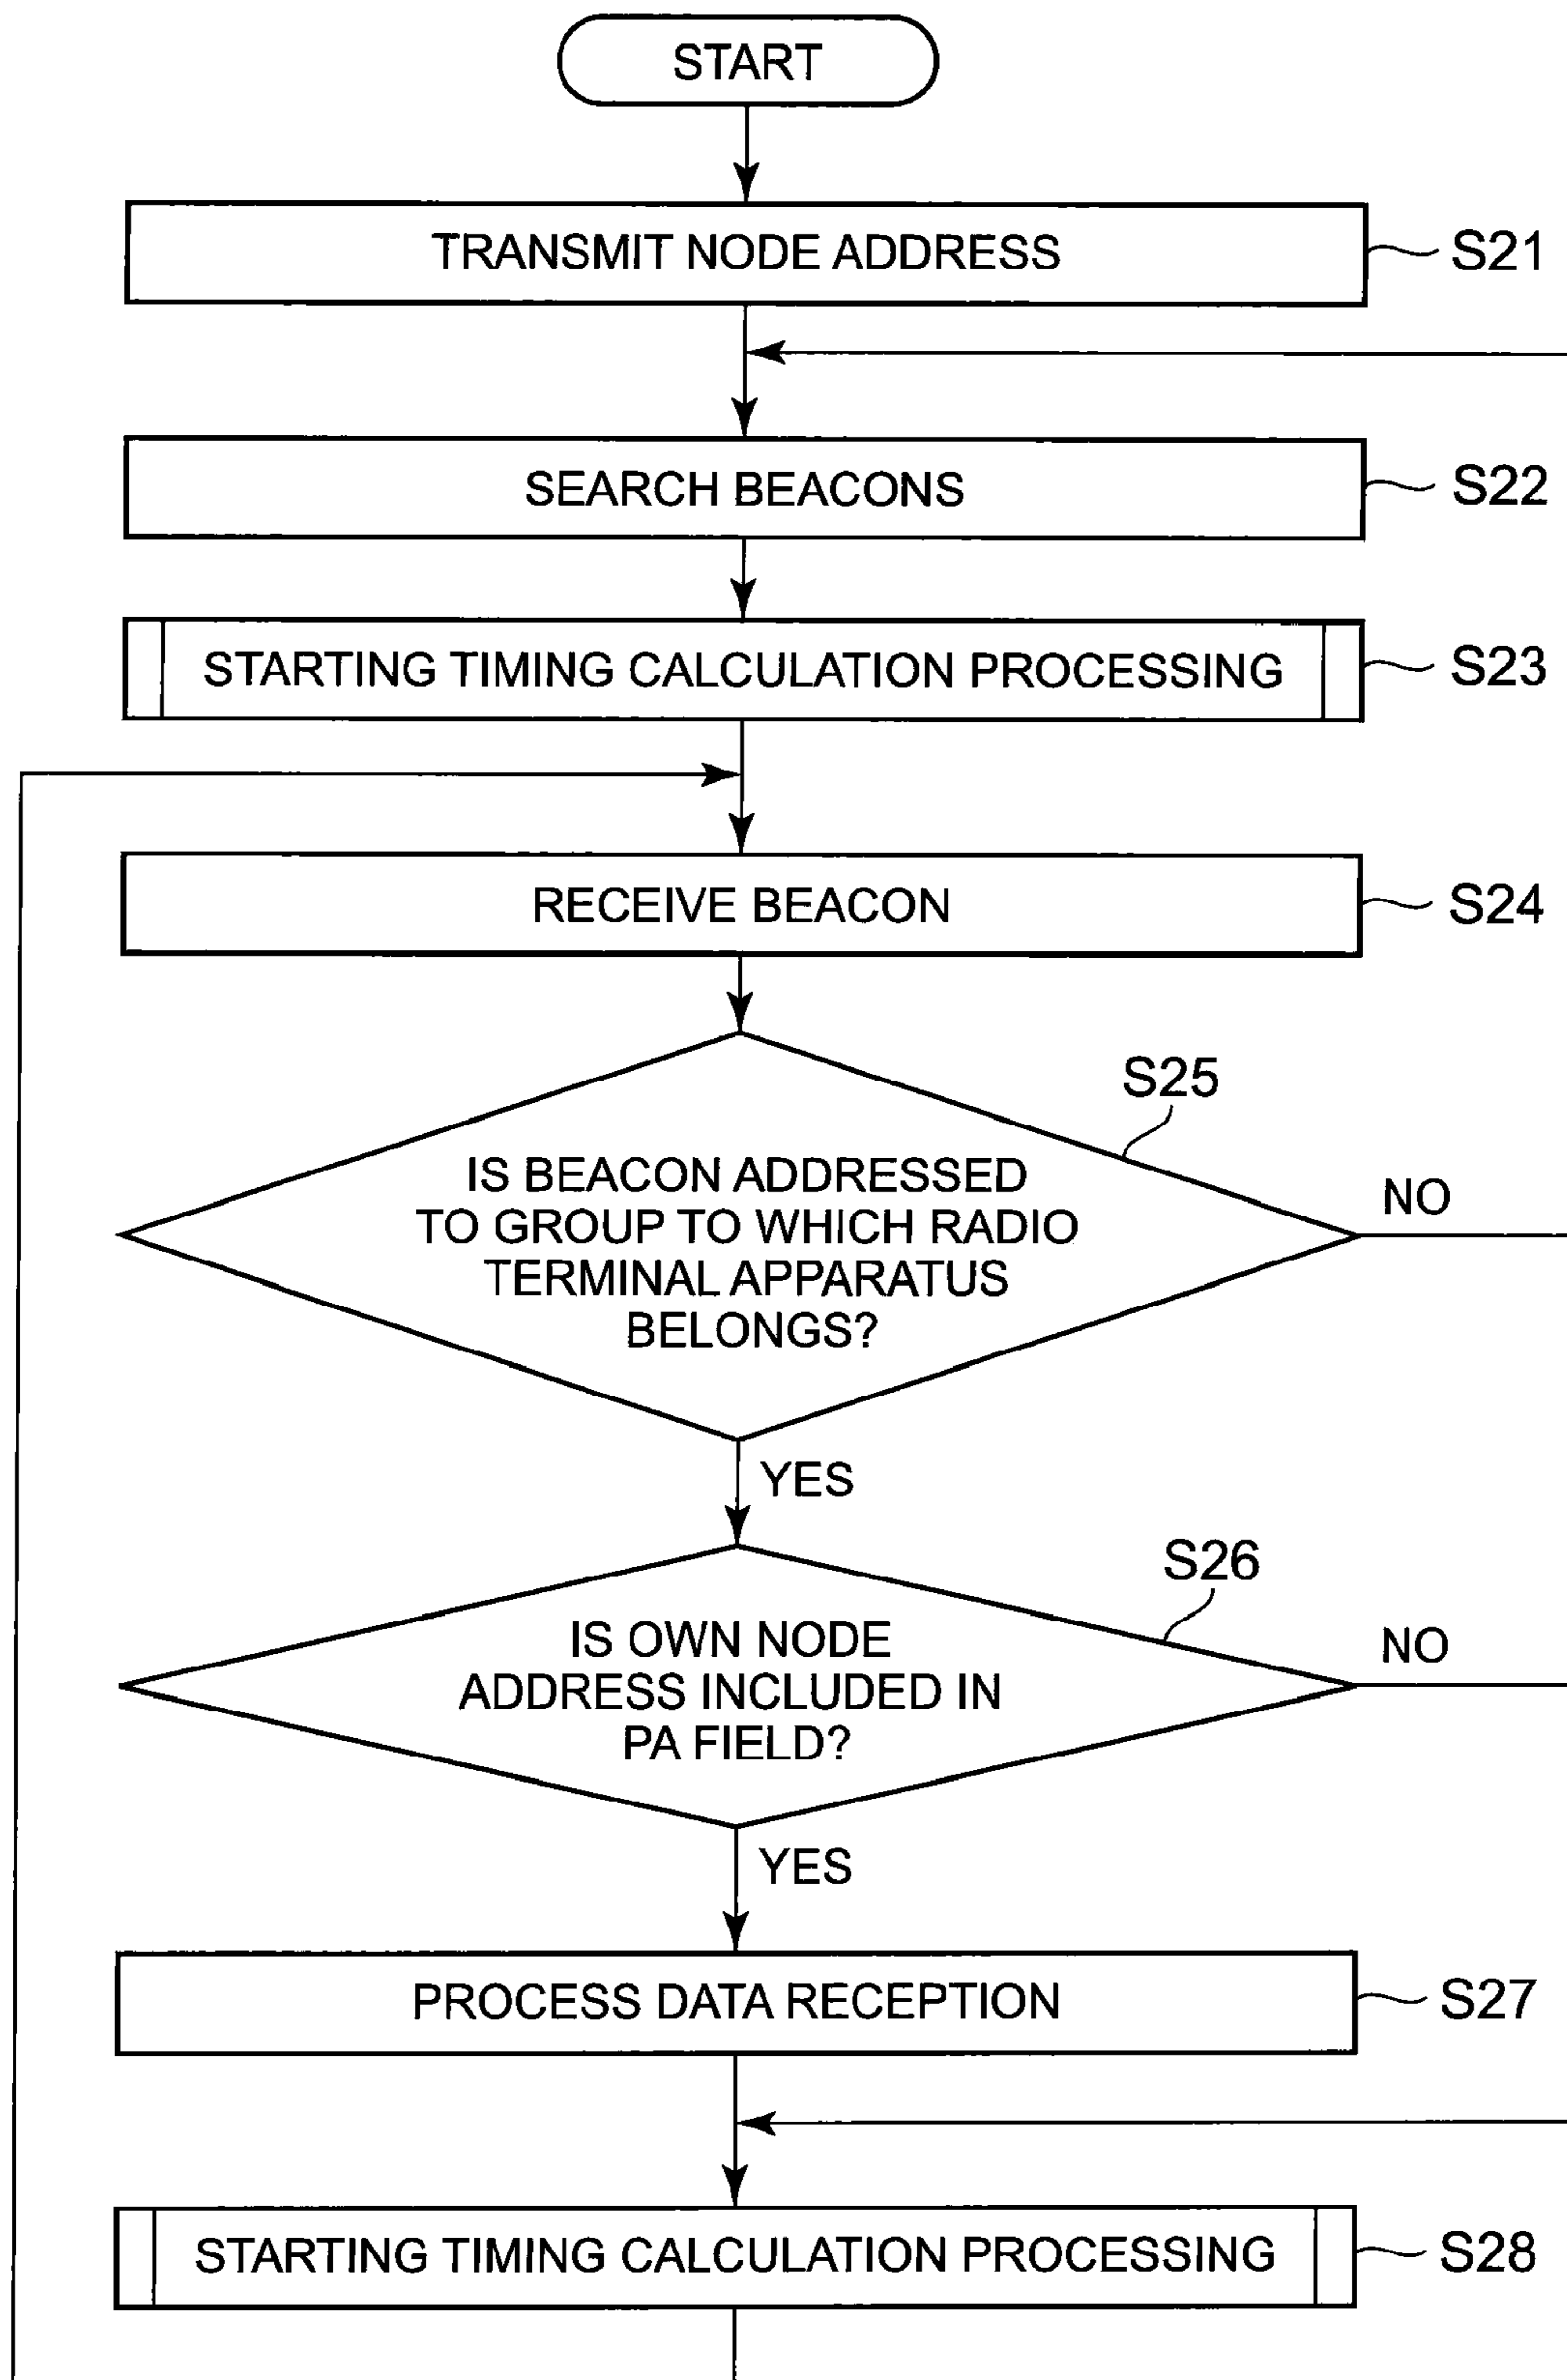 START
TRANSMIT NODE ADDRESS
S21
SEARCH BEACONS
S22
STARTING TIMING CALCULATION PROCESSING
S23
RECEIVE BEACON
S24
S25
IS BEACON ADDRESSED
TO GROUP TO WHICH RADIO
TERMINAL APPARATUS
BELONGS?
NO
YES
S26
IS OWN NODE
ADDRESS INCLUDED IN
PA FIELD?
NO
YES
PROCESS DATA RECEPTION
S27
STARTING TIMING CALCULATION PROCESSING
S28